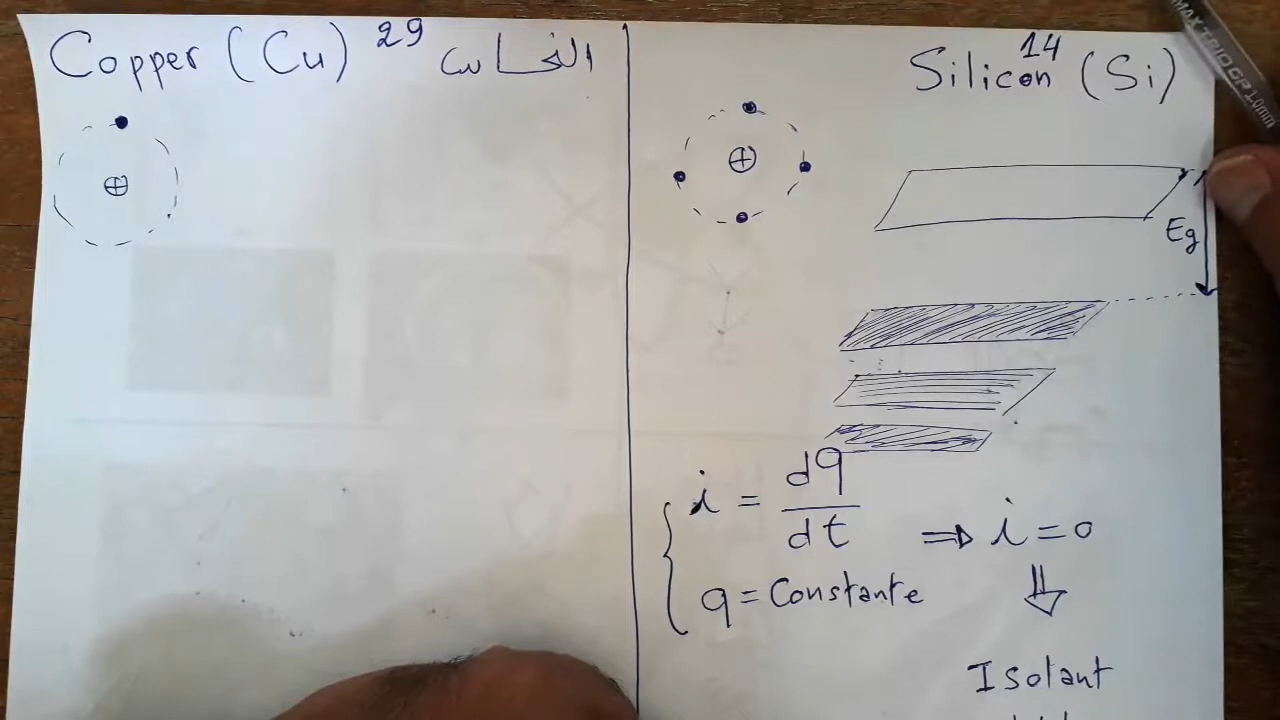 Copper (Cu) 29 النحاس
Silicon 14 (Si)
Eg
i = dq/dt
q = Constante
⇒ i = 0
⇓
Isolant